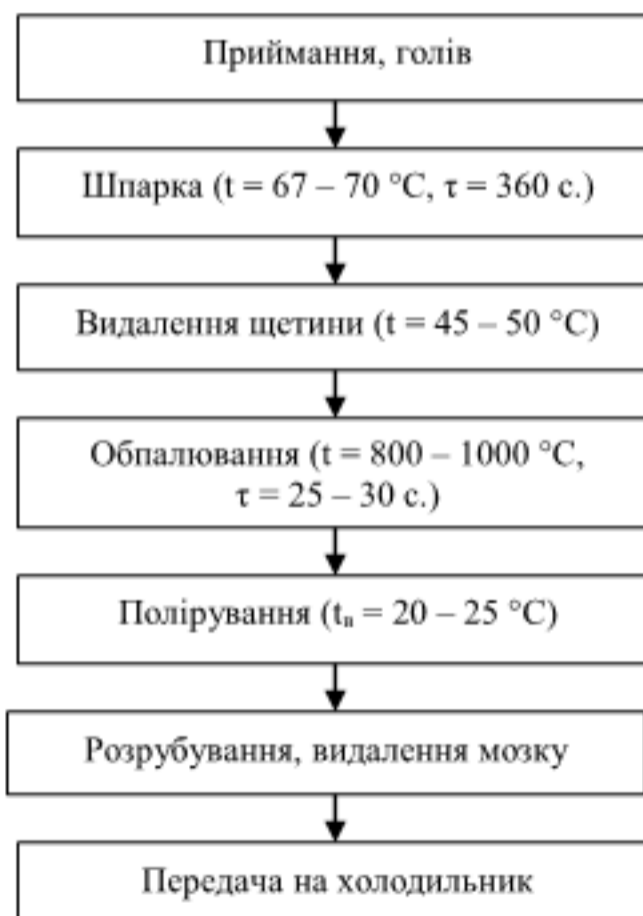 Приймання, голів
Шпарка (t = 67 – 70 °С, τ = 360 с.)
Видалення щетини (t = 45 – 50 °С)
Обпалювання (t = 800 – 1000 °С,
τ = 25 – 30 с.)
Полірування (tв = 20 – 25 °С)
Розрубування, видалення мозку
Передача на холодильник